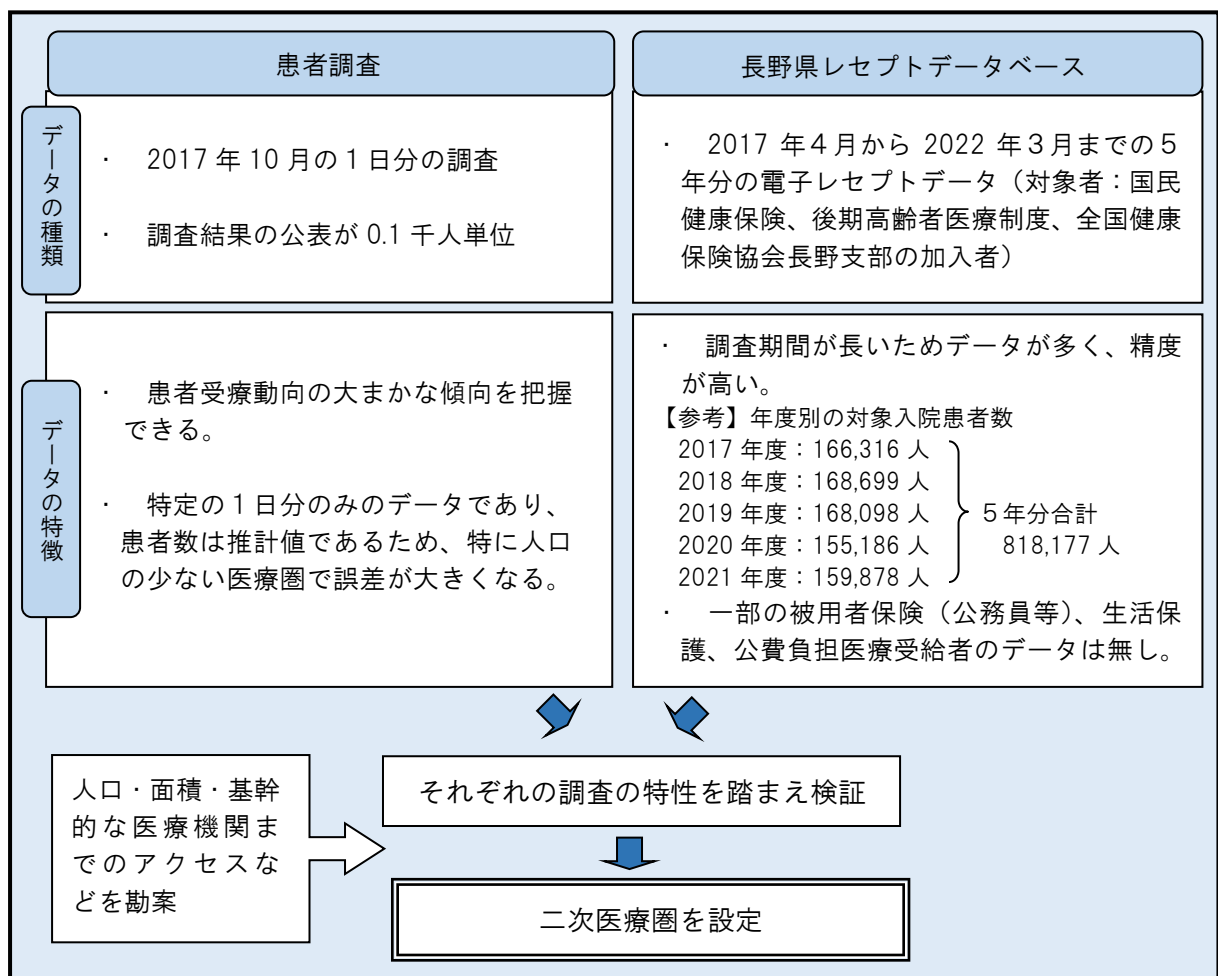 患者調査
長野県レセプトデータベース
データの種類
・ 2017 年 10 月の１日分の調査
・ 調査結果の公表が 0.1 千人単位
・ 2017 年４月から 2022 年３月までの５
年分の電子レセプトデータ（対象者：国民
健康保険、後期高齢者医療制度、全国健康
保険協会長野支部の加入者）
データの特徴
・ 患者受療動向の大まかな傾向を把握
できる。
・ 特定の１日分のみのデータであり、
患者数は推計値であるため、特に人口
の少ない医療圏で誤差が大きくなる。
・ 調査期間が長いためデータが多く、精度
が高い。
【参考】年度別の対象入院患者数
2017 年度：166,316 人
2018 年度：168,699 人
2019 年度：168,098 人
2020 年度：155,186 人
2021 年度：159,878 人
５年分合計
818,177 人
・ 一部の被用者保険（公務員等）、生活保
護、公費負担医療受給者のデータは無し。
人口・面積・基幹
的な医療機関ま
でのアクセスな
どを勘案
それぞれの調査の特性を踏まえ検証
二次医療圏を設定